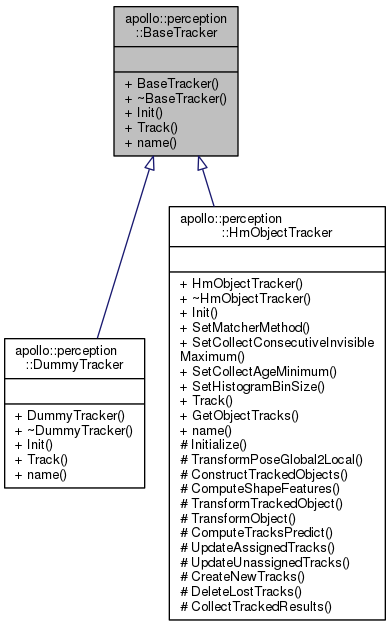 apollo::perception
::BaseTracker
+ BaseTracker()
+ ~BaseTracker()
+ Init()
+ Track()
+ name()
apollo::perception
::DummyTracker
+ DummyTracker()
+ ~DummyTracker()
+ Init()
+ Track()
+ name()
apollo::perception
::HmObjectTracker
+ HmObjectTracker()
+ ~HmObjectTracker()
+ Init()
+ SetMatcherMethod()
+ SetCollectConsecutiveInvisible
Maximum()
+ SetCollectAgeMinimum()
+ SetHistogramBinSize()
+ Track()
+ GetObjectTracks()
+ name()
# Initialize()
# TransformPoseGlobal2Local()
# ConstructTrackedObjects()
# ComputeShapeFeatures()
# TransformTrackedObject()
# TransformObject()
# ComputeTracksPredict()
# UpdateAssignedTracks()
# UpdateUnassignedTracks()
# CreateNewTracks()
# DeleteLostTracks()
# CollectTrackedResults()